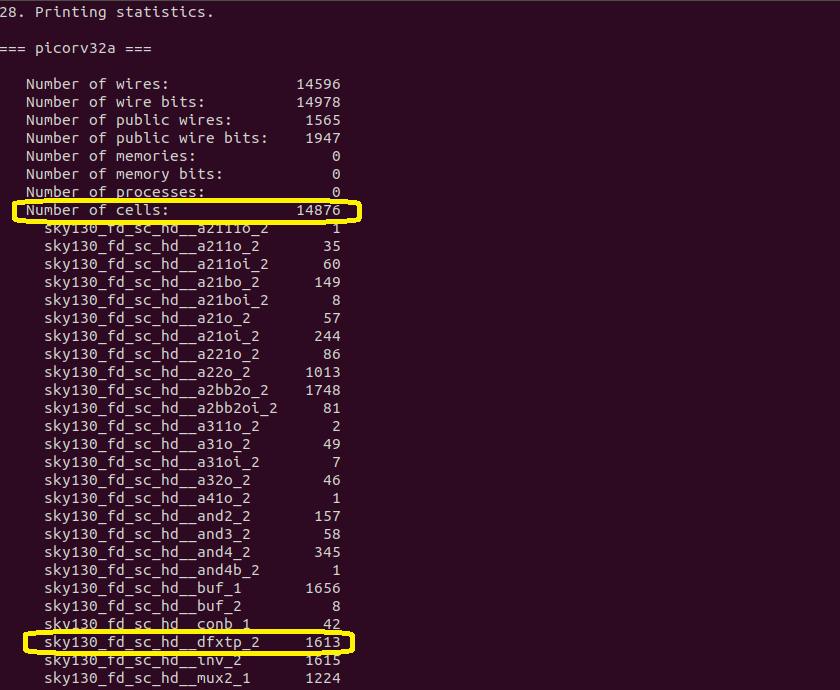 28. Printing statistics.
=== picorv32a ===
Number of wires: 14596
Number of wire bits: 14978
Number of public wires: 1565
Number of public wire bits: 1947
Number of memories: 0
Number of memory bits: 0
Number of processes: 0
Number of cells: 14876
sky130_fd_sc_hd__a2111o_2 1
sky130_fd_sc_hd__a211o_2 35
sky130_fd_sc_hd__a211oi_2 60
sky130_fd_sc_hd__a21bo_2 149
sky130_fd_sc_hd__a21boi_2 8
sky130_fd_sc_hd__a21o_2 57
sky130_fd_sc_hd__a21oi_2 244
sky130_fd_sc_hd__a221o_2 86
sky130_fd_sc_hd__a22o_2 1013
sky130_fd_sc_hd__a2bb2o_2 1748
sky130_fd_sc_hd__a2bb2oi_2 81
sky130_fd_sc_hd__a311o_2 2
sky130_fd_sc_hd__a31o_2 49
sky130_fd_sc_hd__a31oi_2 7
sky130_fd_sc_hd__a32o_2 46
sky130_fd_sc_hd__a41o_2 1
sky130_fd_sc_hd__and2_2 157
sky130_fd_sc_hd__and3_2 58
sky130_fd_sc_hd__and4_2 345
sky130_fd_sc_hd__and4b_2 1
sky130_fd_sc_hd__buf_1 1656
sky130_fd_sc_hd__buf_2 8
sky130_fd_sc_hd__conb_1 42
sky130_fd_sc_hd__dfxtp_2 1613
sky130_fd_sc_hd__inv_2 1615
sky130_fd_sc_hd__mux2_1 1224